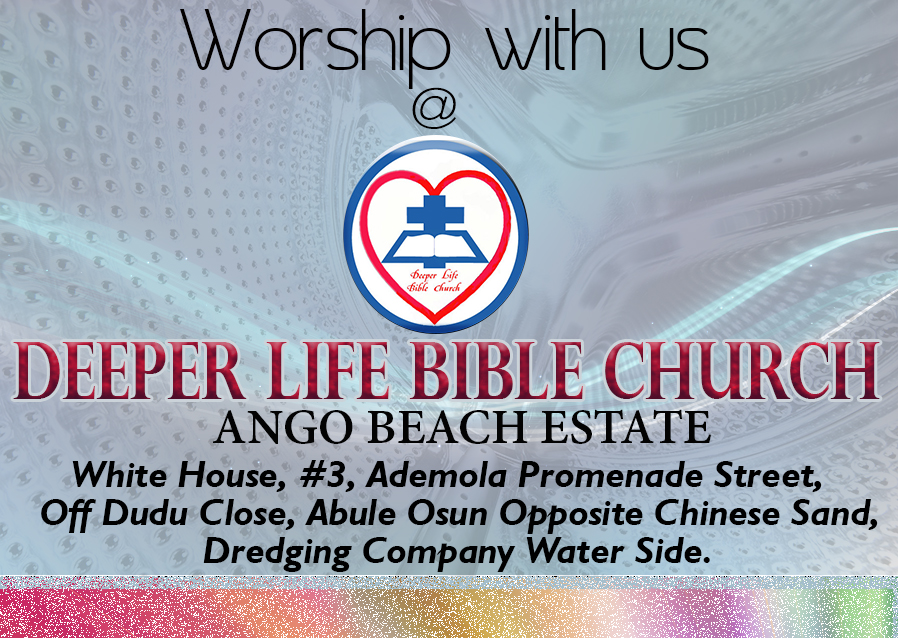 Worship with us
@
Deeper Life
Bible Church
DEEPER LIFE BIBLE CHURCH
ANGO BEACH ESTATE
White House, #3, Ademola Promenade Street,
Off Dudu Close, Abule Osun Opposite Chinese Sand,
Dredging Company Water Side.